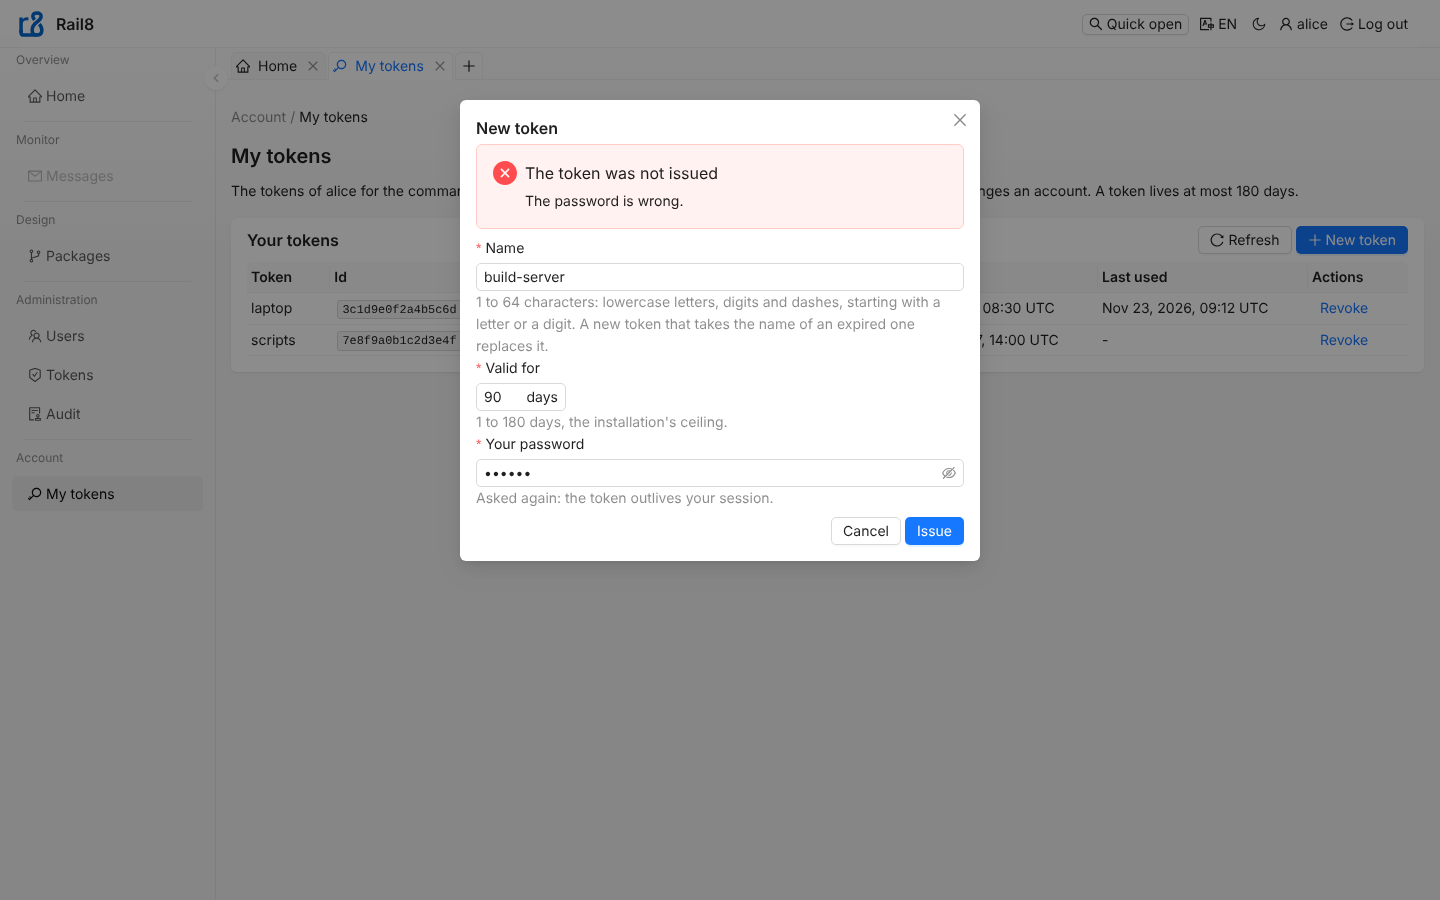 Rail8
Quick open
EN
alice
Log out
Overview
Home
Monitor
Messages
Design
Packages
Administration
Users
Tokens
Audit
Account
My tokens
Home
My tokens
Account / My tokens
My tokens
The tokens of alice for the
an account. A token lives at most 180 days.
Your tokens
Refresh
New token
Token Id Last used Actions
laptop 3c1d9e0f2a4b5c6d 08:30 UTC Nov 23, 2026, 09:12 UTC Revoke
scripts 7e8f9a0b1c2d3e4f 14:00 UTC - Revoke
New token
The token was not issued
The password is wrong.
* Name
build-server
1 to 64 characters: lowercase letters, digits and dashes, starting with a
letter or a digit. A new token that takes the name of an expired one
replaces it.
* Valid for
90 days
1 to 180 days, the installation's ceiling.
* Your password
••••••
Asked again: the token outlives your session.
Cancel
Issue